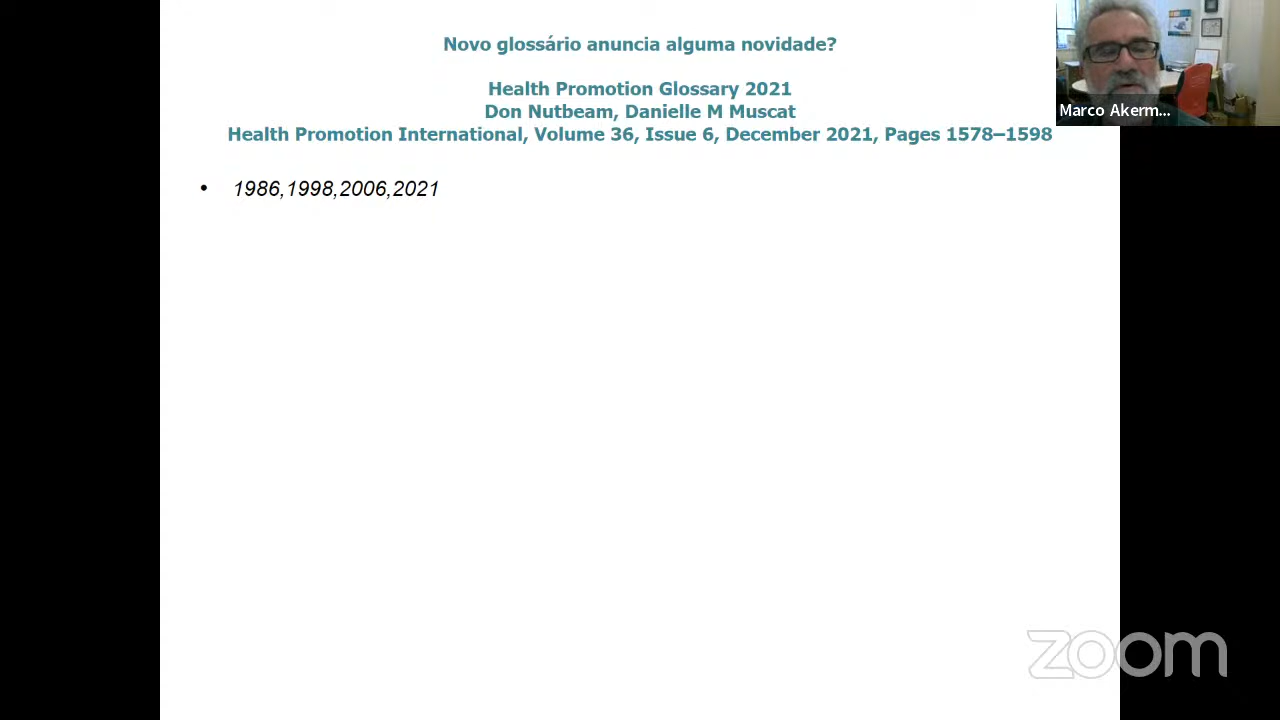 Novo glossário anuncia alguma novidade?
Health Promotion Glossary 2021
Don Nutbeam, Danielle M Muscat
Health Promotion International, Volume 36, Issue 6, December 2021, Pages 1578–1598
• 1986,1998,2006,2021
Marco Akerm...
zoom